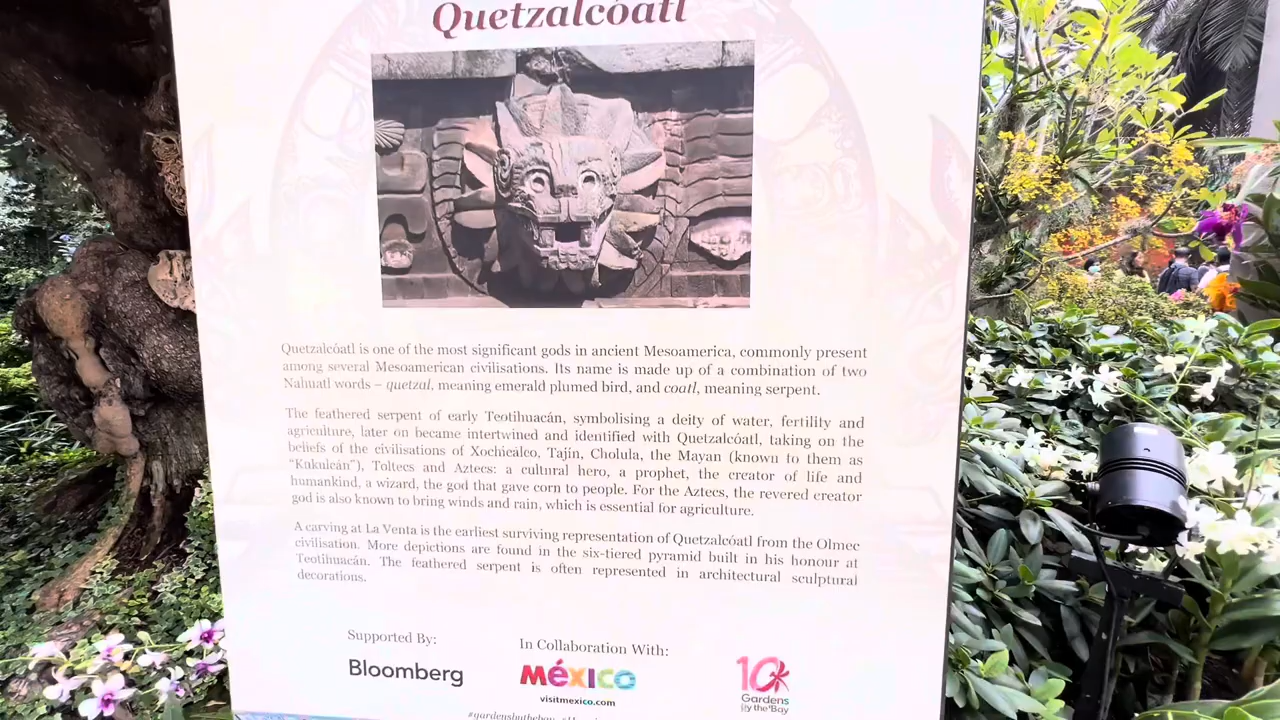 Quetzalcóatl
Quetzalcóatl is one of the most significant gods in ancient Mesoamerica, commonly present
among several Mesoamerican civilisations. Its name is made up of a combination of two
Nahuatl words – quetzal, meaning emerald plumed bird, and coatl, meaning serpent.
The feathered serpent of early Teotihuacán, symbolising a deity of water, fertility and
agriculture, later on became intertwined and identified with Quetzalcóatl, taking on the
beliefs of the civilisations of Xochicalco, Tajín, Cholula, the Mayan (known to them as
“Kukulcán”), Toltecs and Aztecs: a cultural hero, a prophet, the creator of life and
humankind, a wizard, the god that gave corn to people. For the Aztecs, the revered creator
god is also known to bring winds and rain, which is essential for agriculture.
A carving at La Venta is the earliest surviving representation of Quetzalcóatl from the Olmec
civilisation. More depictions are found in the six-tiered pyramid built in his honour at
Teotihuacán. The feathered serpent is often represented in architectural sculptural
decorations.
Supported By:
In Collaboration With:
Bloomberg
MéXICO
visitmexico.com
10
Gardens
by the Bay
#gardensbythebay